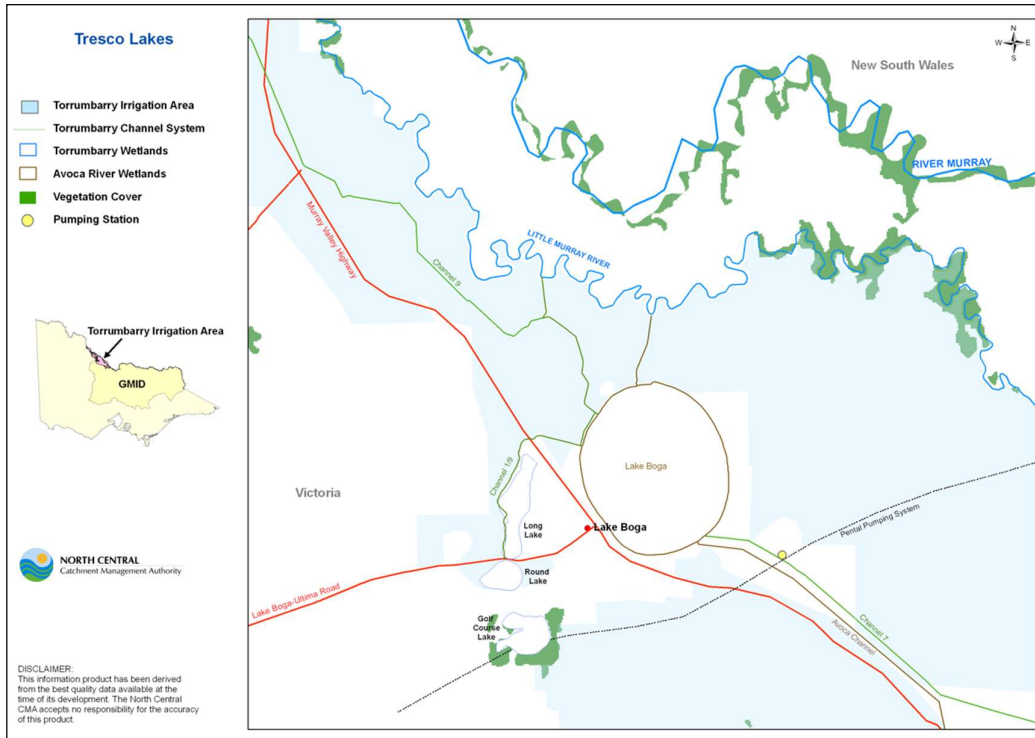 Tresco Lakes
Torrumbarry Irrigation Area
Torrumbarry Channel System
Torrumbarry Wetlands
Avoca River Wetlands
Vegetation Cover
Pumping Station
Torrumbarry Irrigation Area
GMID
NORTH CENTRAL
Catchment Management Authority
DISCLAIMER:
This information product has been derived
from the best quality data available at the
time of its development. The North Central
CMA accepts no responsibility for the accuracy
of this product.
N
W E
S
New South Wales
RIVER MURRAY
Murray Valley Highway
LITTLE MURRAY RIVER
Channel 9
Lake Boga
Channel 1/9
Victoria
Pental Pumping System
Long
Lake
Lake Boga
Round
Lake
Lake Boga-Ultima Road
Golf
Course
Lake
Channel 7
Avoca Channel